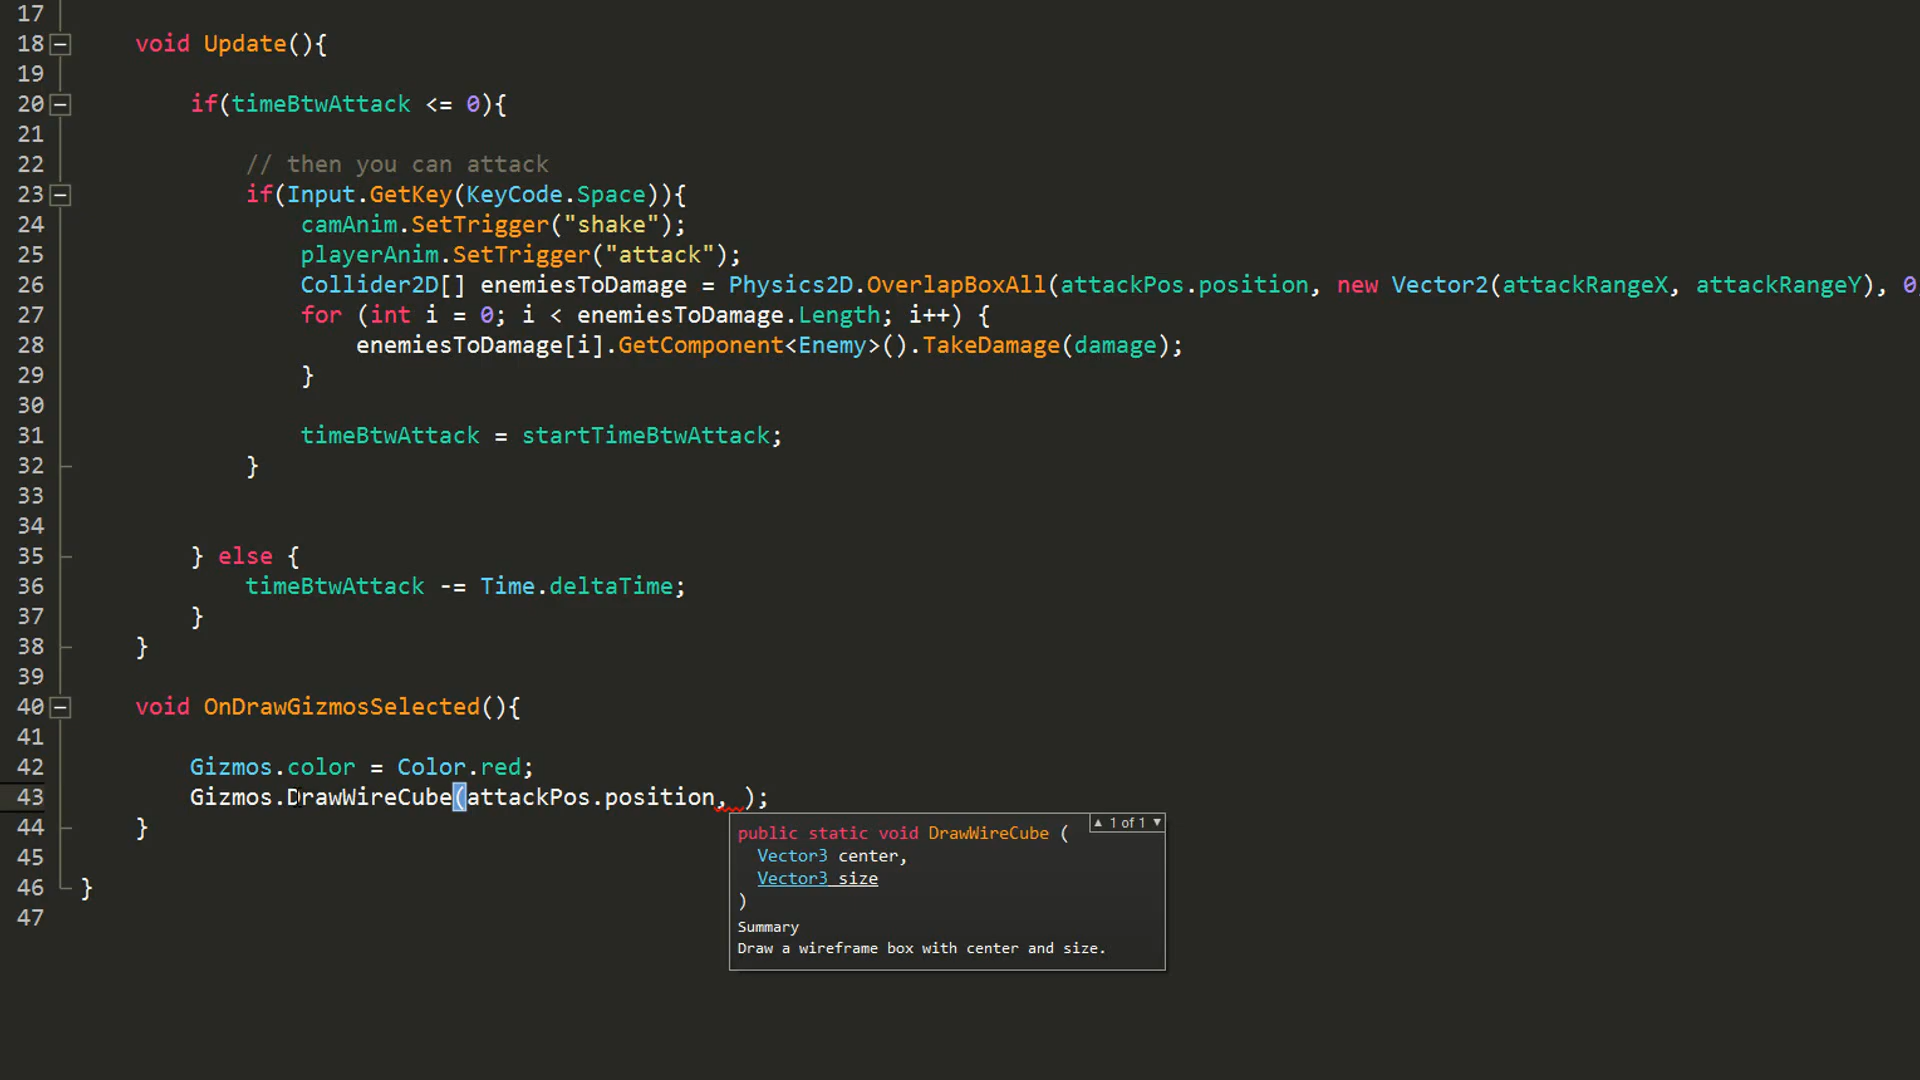 17
18 void Update(){
19
20 if(timeBtwAttack <= 0){
21
22 // then you can attack
23 if(Input.GetKey(KeyCode.Space)){
24 camAnim.SetTrigger("shake");
25 playerAnim.SetTrigger("attack");
26 Collider2D[] enemiesToDamage = Physics2D.OverlapBoxAll(attackPos.position, new Vector2(attackRangeX, attackRangeY), 0
27 for (int i = 0; i < enemiesToDamage.Length; i++) {
28 enemiesToDamage[i].GetComponent<Enemy>().TakeDamage(damage);
29 }
30
31 timeBtwAttack = startTimeBtwAttack;
32 }
33
34
35 } else {
36 timeBtwAttack -= Time.deltaTime;
37 }
38 }
39
40 void OnDrawGizmosSelected(){
41
42 Gizmos.color = Color.red;
43 Gizmos.DrawWireCube(attackPos.position, );
44 }
45
46 }
47
▲ 1 of 1 ▼
public static void DrawWireCube (
Vector3 center,
Vector3 size
)
Summary
Draw a wireframe box with center and size.